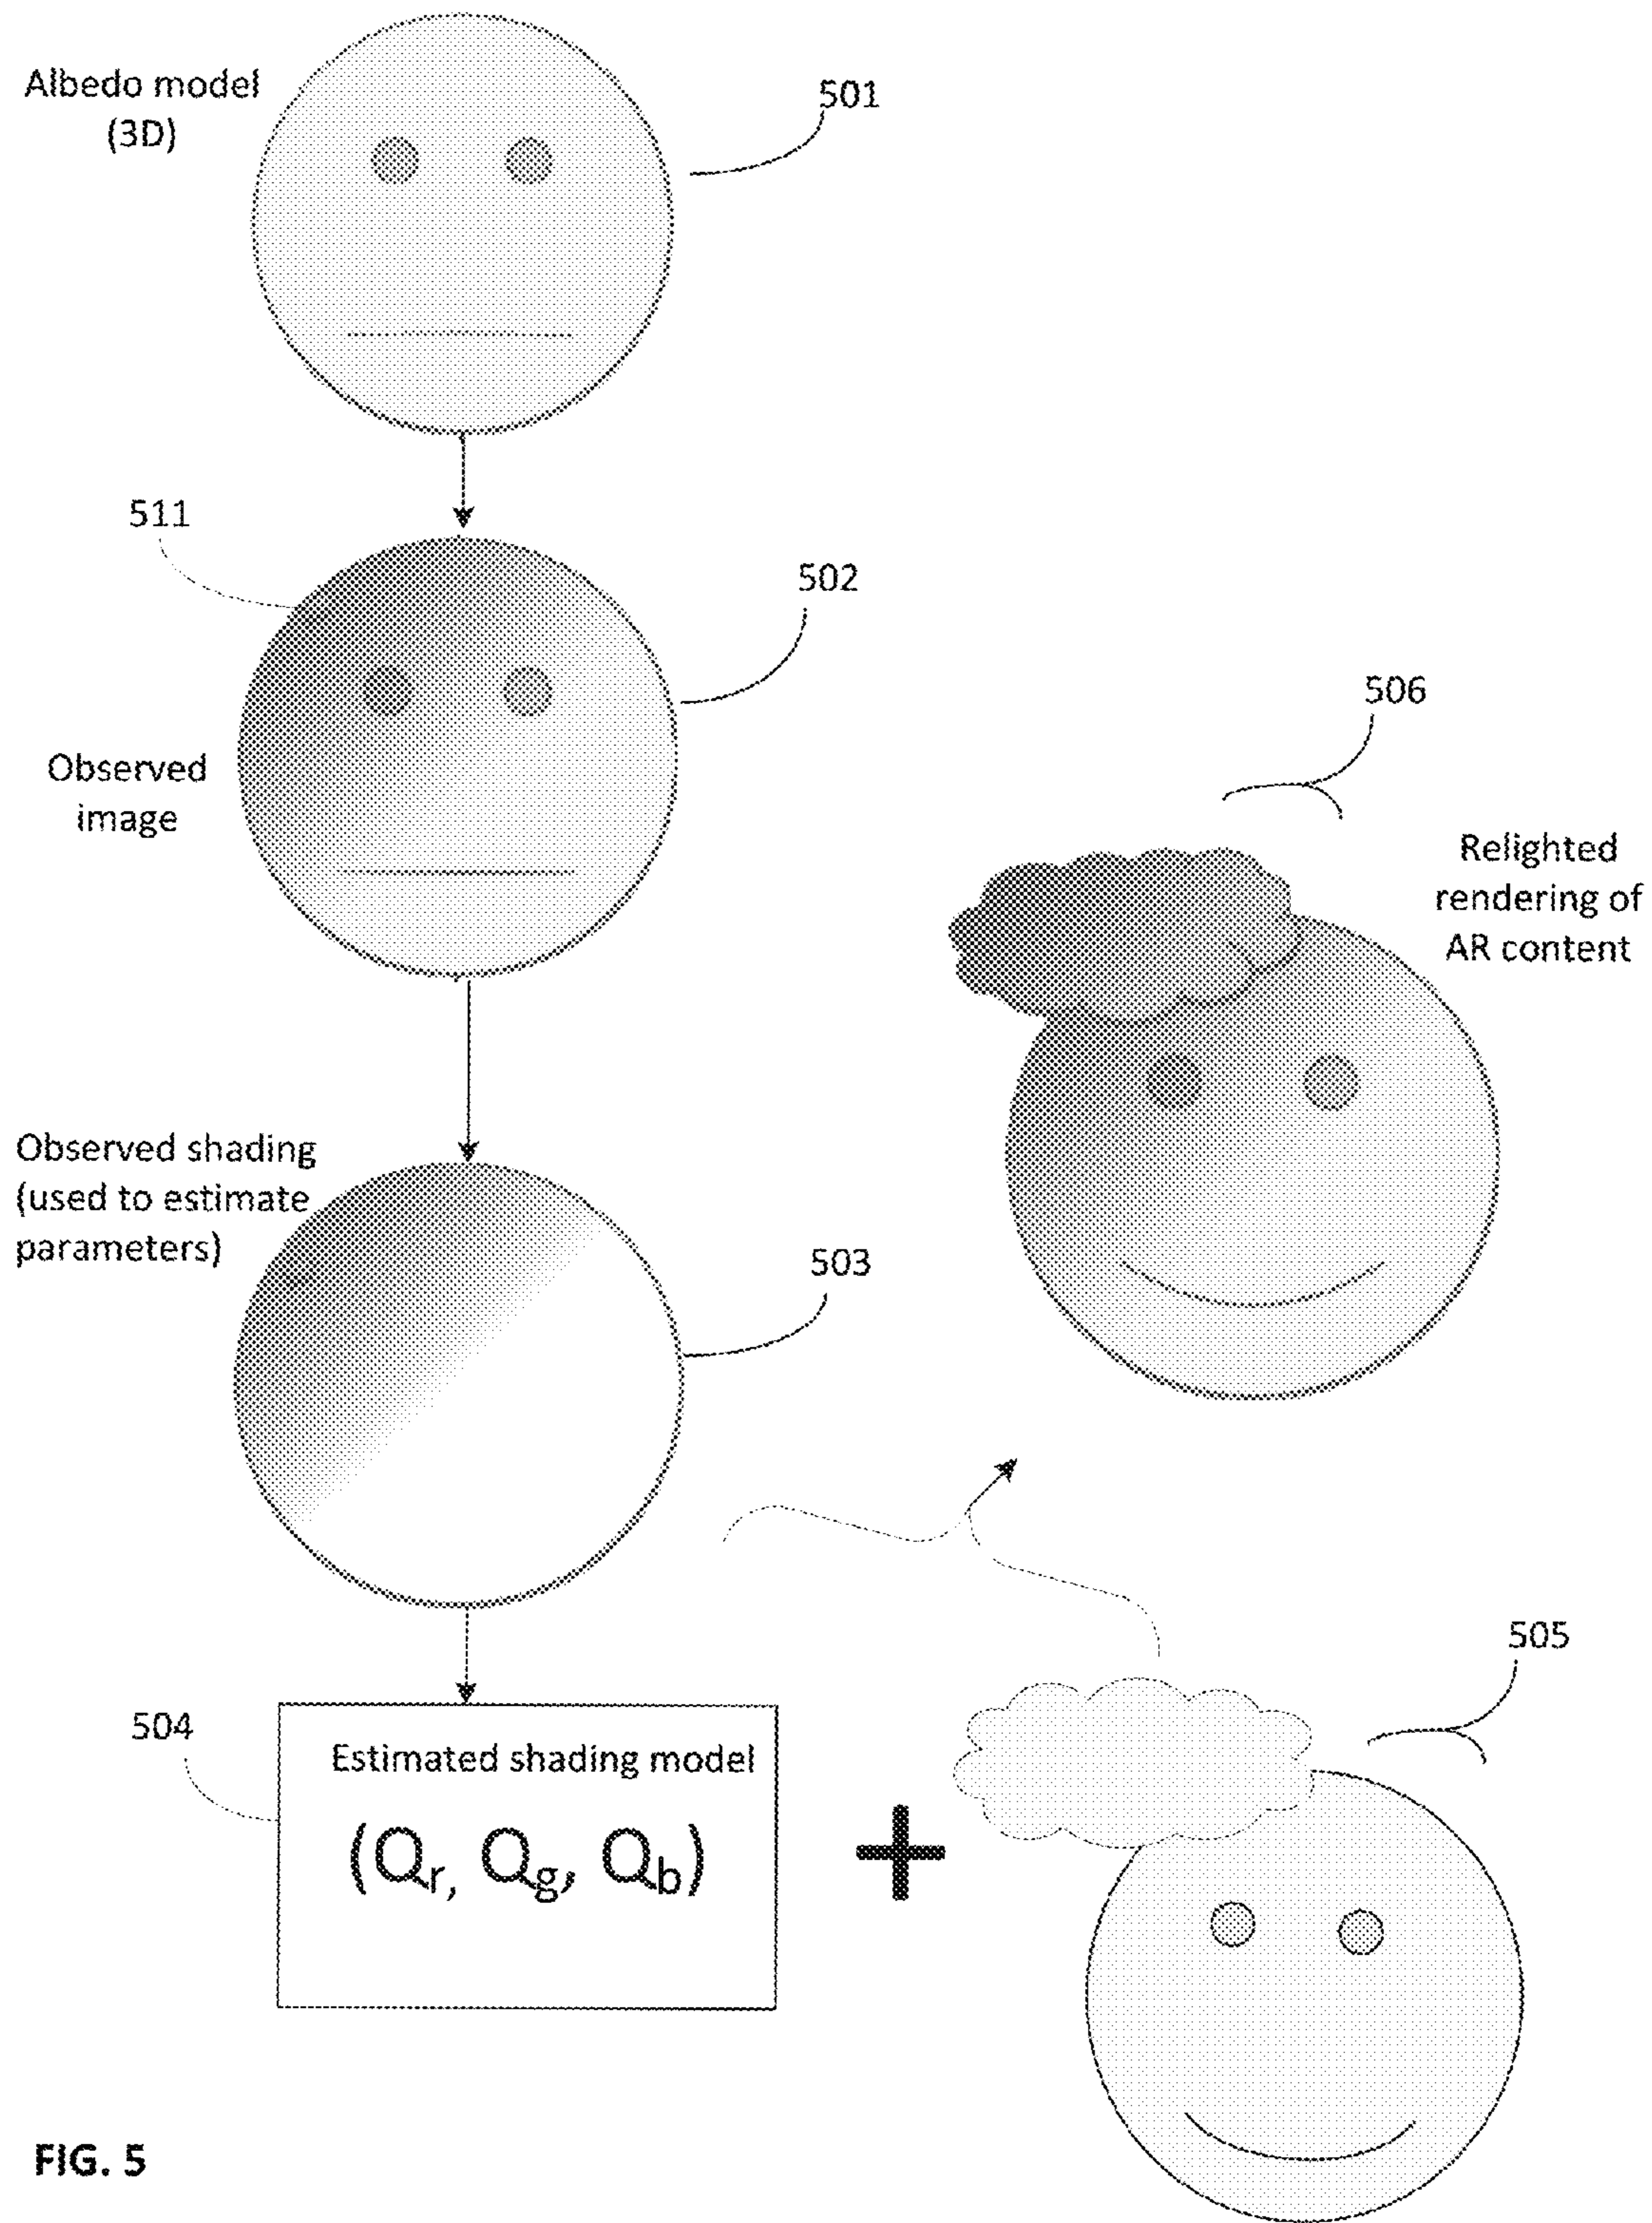 Albedo model
(3D)
501
511
502
Observed
image
506
Relighted
rendering of
AR content
Observed shading
(used to estimate
parameters)
503
505
504
Estimated shading model
(Qr, Qg, Qb)
+
FIG. 5